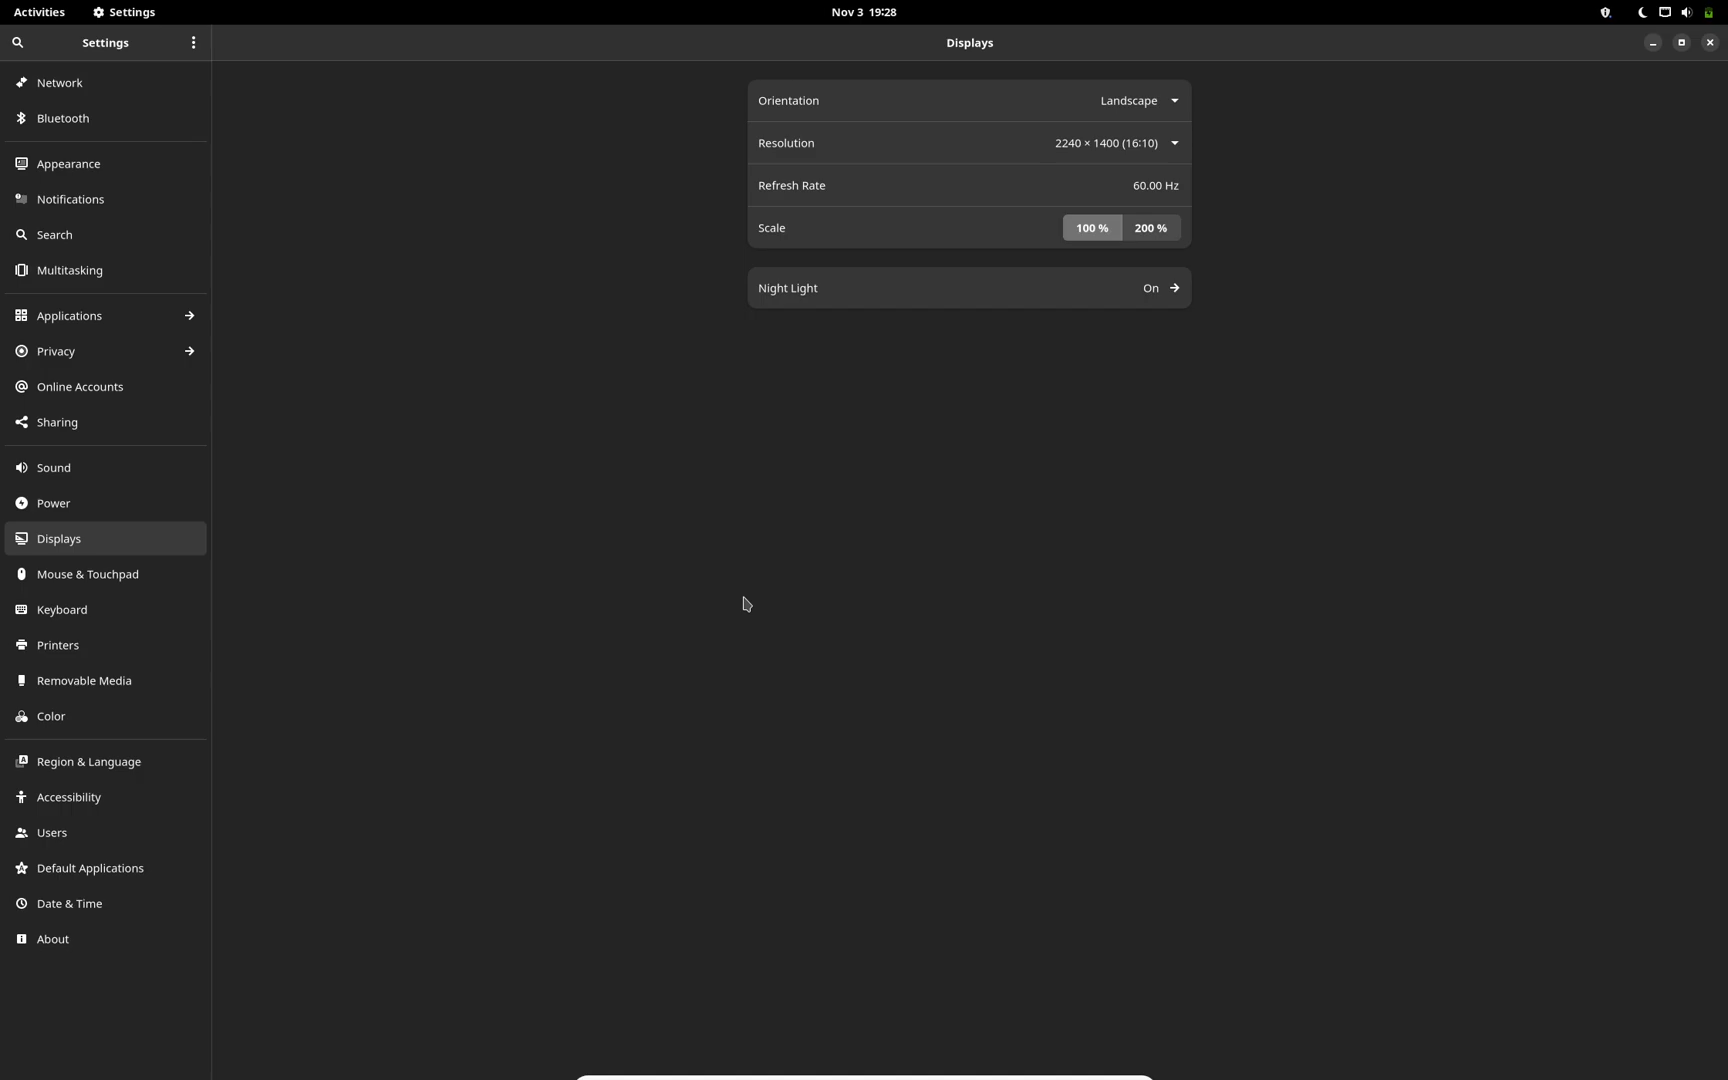 Activities Settings Nov 3 19:28
Settings Displays
Network
Bluetooth
Appearance
Notifications
Search
Multitasking
Applications
Privacy
Online Accounts
Sharing
Sound
Power
Displays
Mouse & Touchpad
Keyboard
Printers
Removable Media
Color
Region & Language
Accessibility
Users
Default Applications
Date & Time
About
Orientation Landscape
Resolution 2240 × 1400 (16:10)
Refresh Rate 60.00 Hz
Scale 100 % 200 %
Night Light On